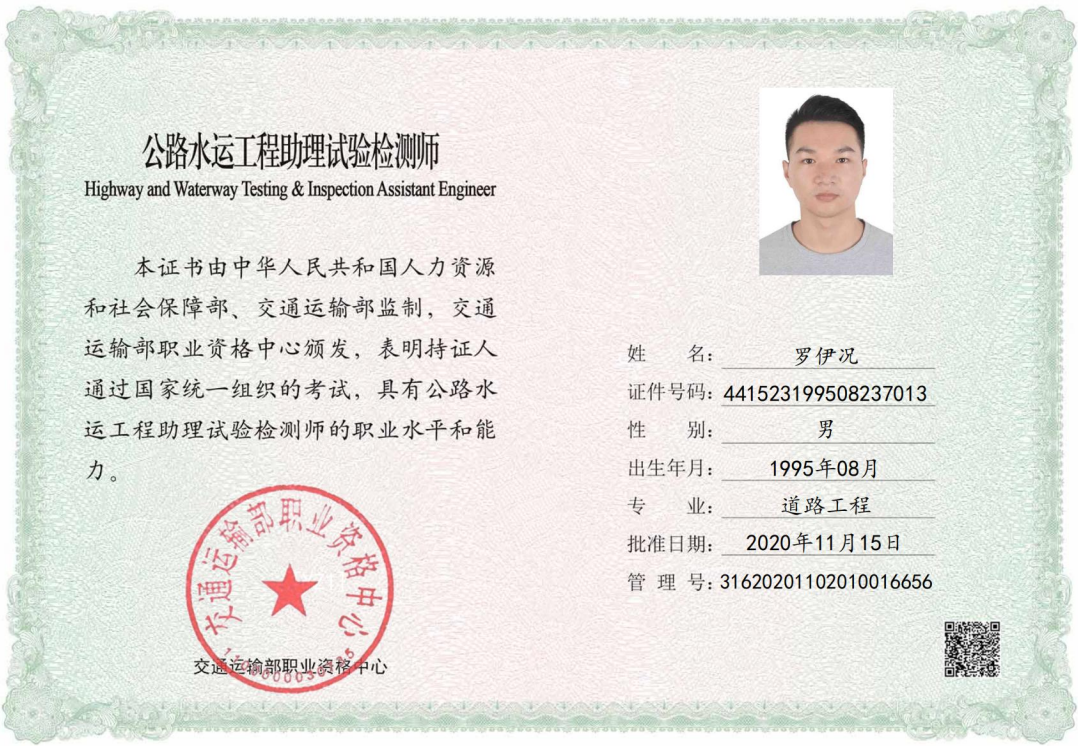 公路水运工程助理试验检测师
Highway and Waterway Testing & Inspection Assistant Engineer
本证书由中华人民共和国人力资源
和社会保障部、交通运输部监制，交通
运输部职业资格中心颁发，表明持证人
通过国家统一组织的考试，具有公路水
运工程助理试验检测师的职业水平和能
力。
交通运输部职业资格中心
交通运输部职业资格中心
姓 名： 罗伊况
证件号码： 441523199508237013
性 别： 男
出生年月： 1995年08月
专 业： 道路工程
批准日期： 2020年11月15日
管 理 号： 31620201102010016656